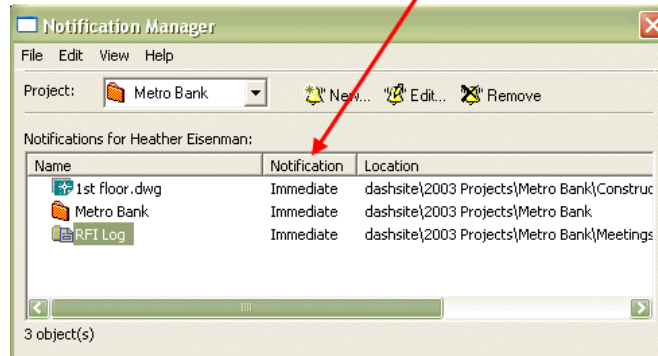 Notification Manager
File Edit View Help
Project: Metro Bank New... Edit... Remove
Notifications for Heather Eisenman:
Name Notification Location
1st floor.dwg Immediate dashsite\2003 Projects\Metro Bank\Construc
Metro Bank Immediate dashsite\2003 Projects\Metro Bank
RFI Log Immediate dashsite\2003 Projects\Metro Bank\Meetings
3 object(s)